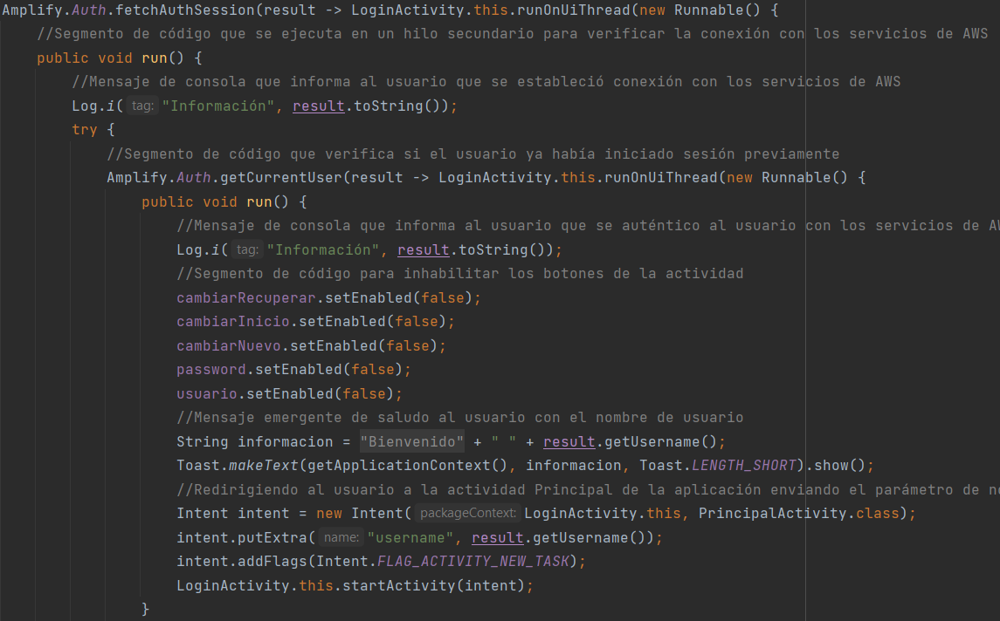 Amplify.Auth.fetchAuthSession(result -> LoginActivity.this.runOnUiThread(new Runnable() {
//Segmento de código que se ejecuta en un hilo secundario para verificar la conexión con los servicios de AWS
public void run() {
//Mensaje de consola que informa al usuario que se estableció conexión con los servicios de AWS
Log.i( tag: "Información", result.toString());
try {
//Segmento de código que verifica si el usuario ya había iniciado sesión previamente
Amplify.Auth.getCurrentUser(result -> LoginActivity.this.runOnUiThread(new Runnable() {
public void run() {
//Mensaje de consola que informa al usuario que se auténtico al usuario con los servicios de
Log.i( tag: "Información", result.toString());
//Segmento de código para inhabilitar los botones de la actividad
cambiarRecuperar.setEnabled(false);
cambiarInicio.setEnabled(false);
cambiarNuevo.setEnabled(false);
password.setEnabled(false);
usuario.setEnabled(false);
//Mensaje emergente de saludo al usuario con el nombre de usuario
String informacion = "Bienvenido" + " " + result.getUsername();
Toast.makeText(getApplicationContext(), informacion, Toast.LENGTH_SHORT).show();
//Redirigiendo al usuario a la actividad Principal de la aplicación enviando el parámetro de
Intent intent = new Intent( packageContext: LoginActivity.this, PrincipalActivity.class);
intent.putExtra( name: "username", result.getUsername());
intent.addFlags(Intent.FLAG_ACTIVITY_NEW_TASK);
LoginActivity.this.startActivity(intent);
}